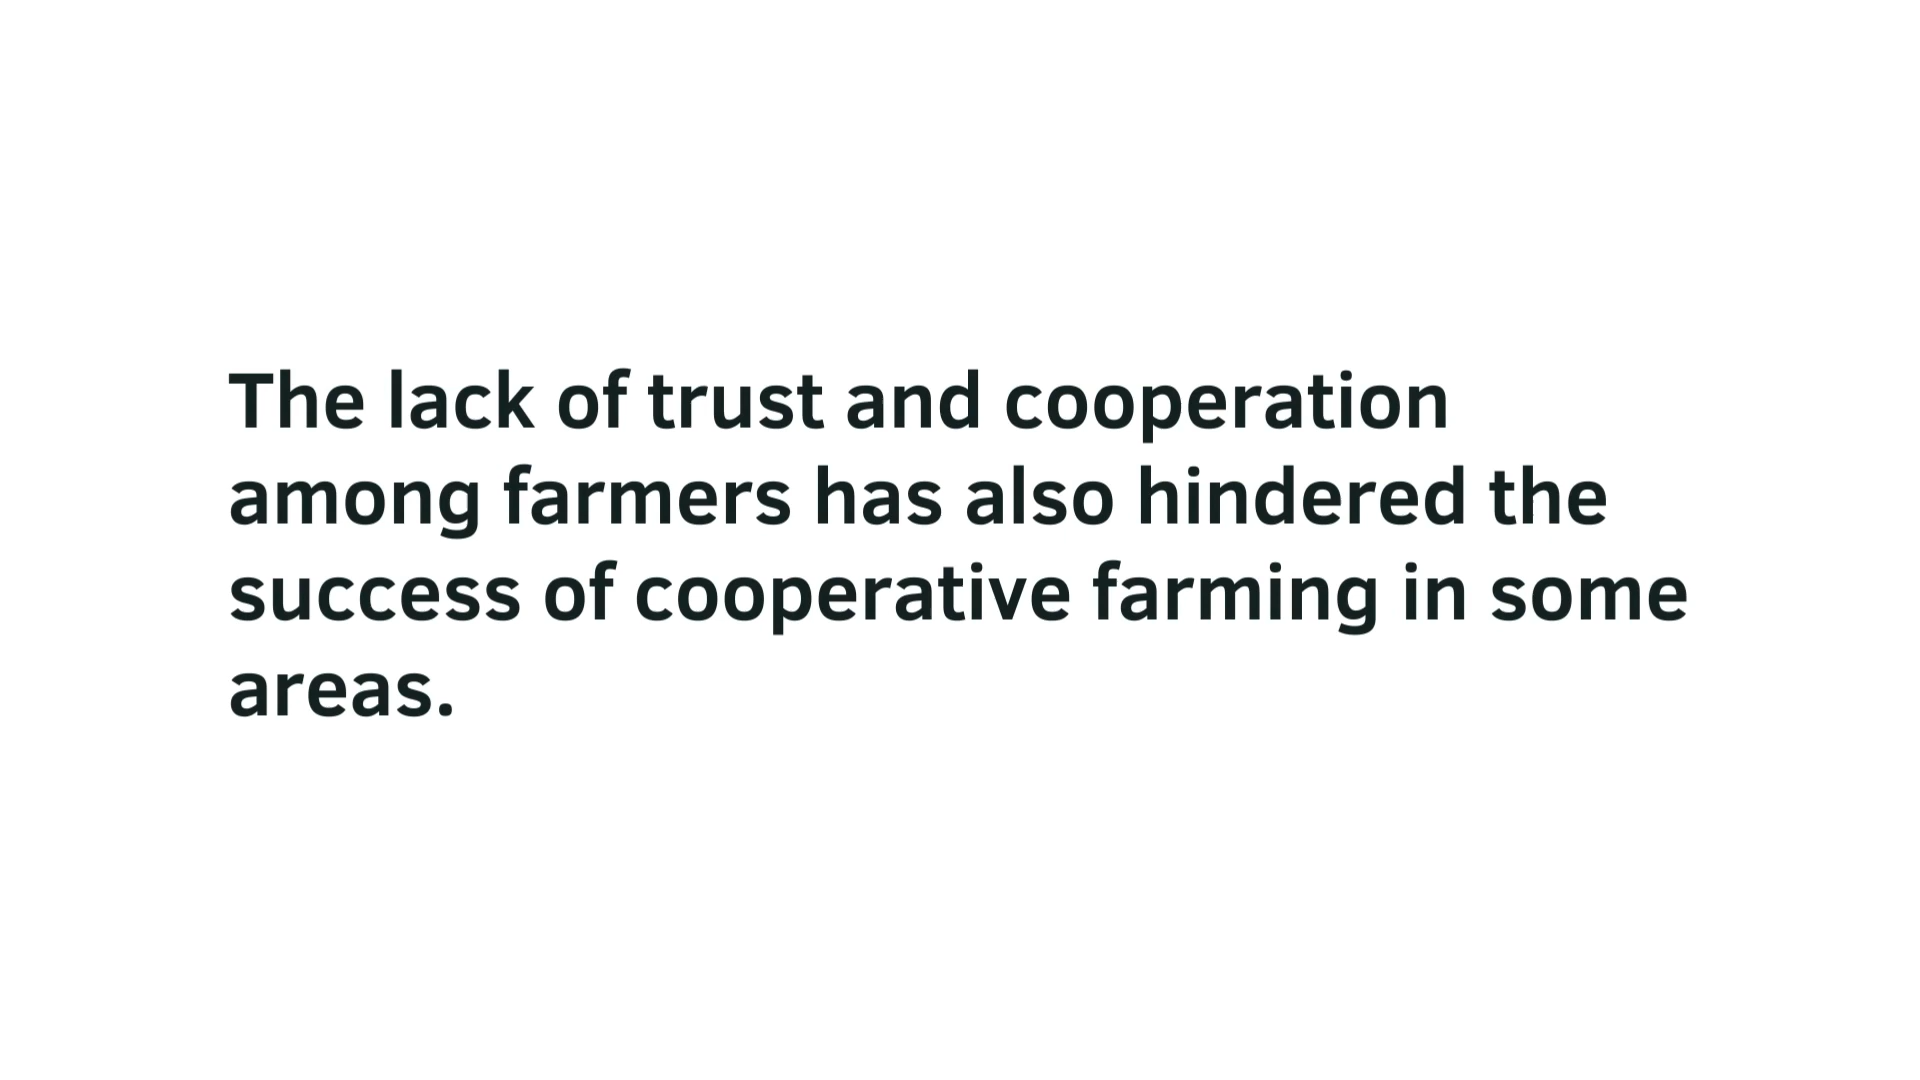 The lack of trust and cooperation
among farmers has also hindered the
success of cooperative farming in some
areas.